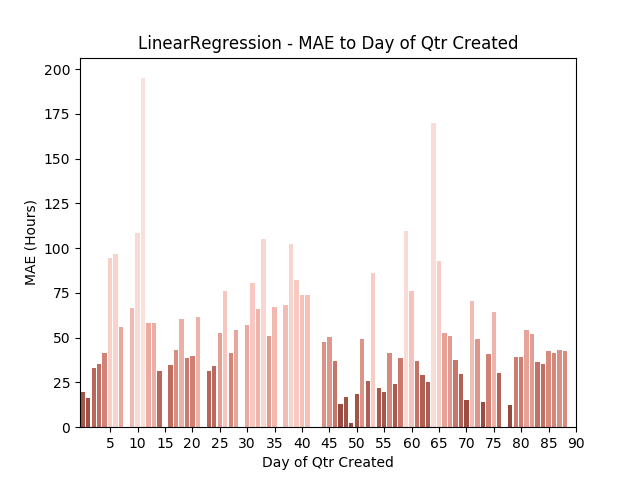 LinearRegression - MAE to Day of Qtr Created
200
175
150
125
100
75
50
25
0
MAE (Hours)
5 10 15 20 25 30 35 40 45 50 55 60 65 70 75 80 85 90
Day of Qtr Created